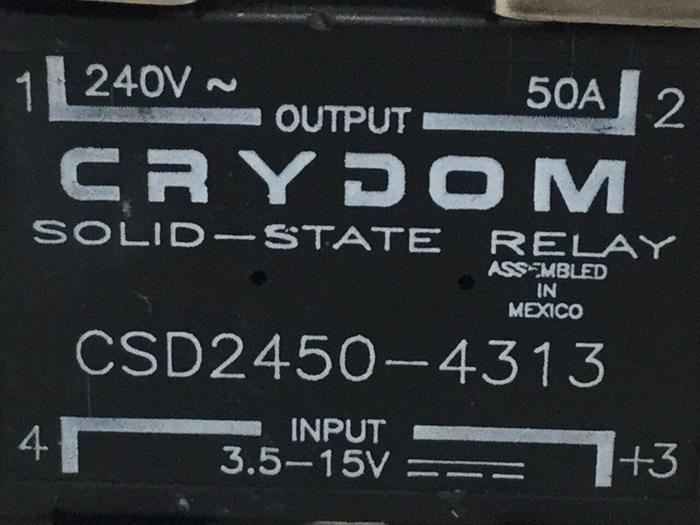 1 240V ~ 50A 2
OUTPUT
CRYDOM
SOLID-STATE RELAY
ASSEMBLED
IN
MEXICO
CSD2450-4313
INPUT
4 3.5-15V ⎓ +3